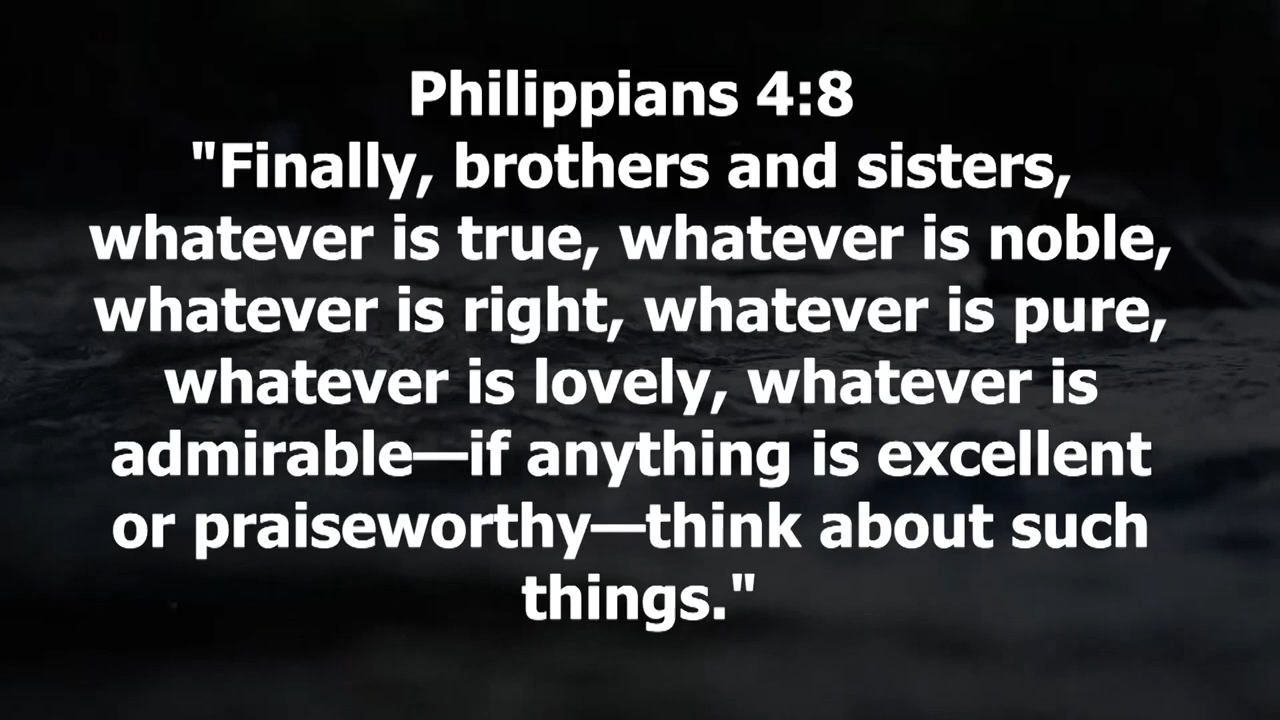 Philippians 4:8
"Finally, brothers and sisters,
whatever is true, whatever is noble,
whatever is right, whatever is pure,
whatever is lovely, whatever is
admirable—if anything is excellent
or praiseworthy—think about such
things."